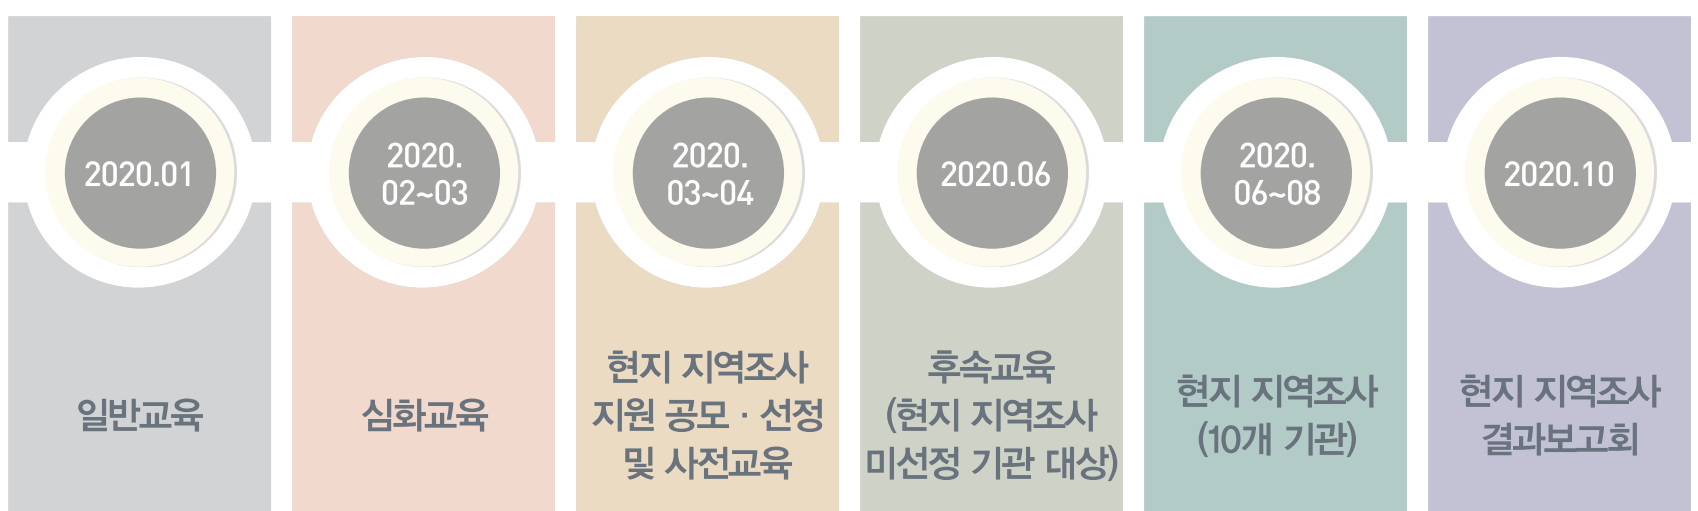 2020.01
일반교육
2020.
02~03
심화교육
2020.
03~04
현지 지역조사
지원 공모 · 선정
및 사전교육
2020.06
후속교육
(현지 지역조사
미선정 기관 대상)
2020.
06~08
현지 지역조사
(10개 기관)
2020.10
현지 지역조사
결과보고회